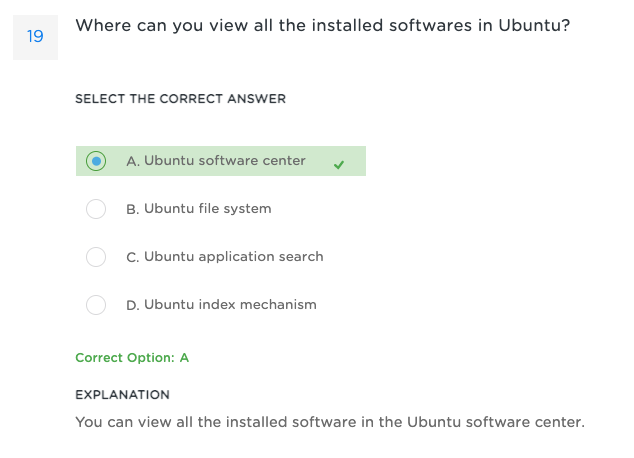 19
Where can you view all the installed softwares in Ubuntu?
SELECT THE CORRECT ANSWER
A. Ubuntu software center
B. Ubuntu file system
C. Ubuntu application search
D. Ubuntu index mechanism
Correct Option: A
EXPLANATION
You can view all the installed software in the Ubuntu software center.